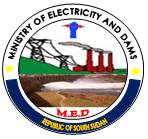 MINISTRY OF ELECTRICITY AND DAMS
M.E.D
REPUBLIC OF SOUTH SUDAN